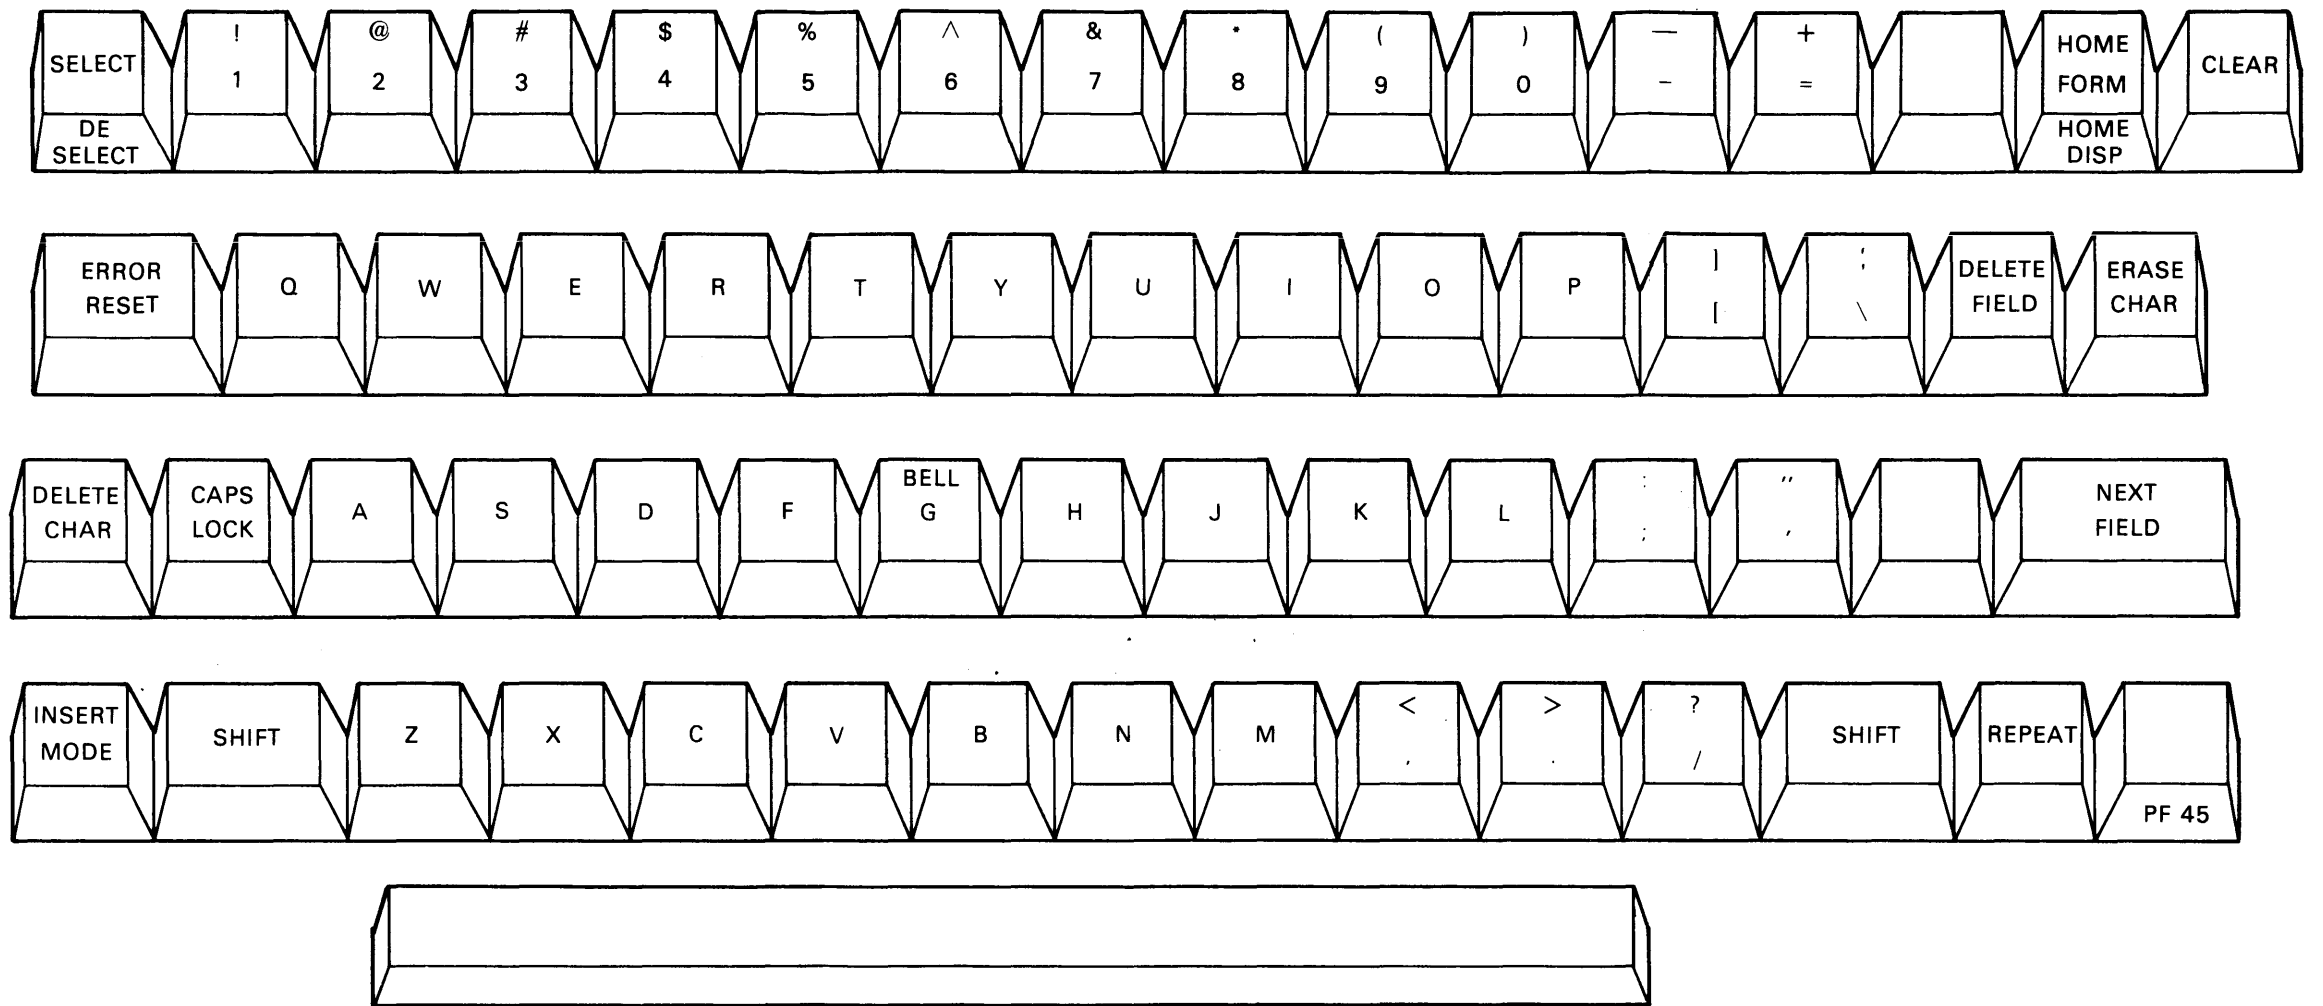 ! @ # $ % ^ & * ( ) — +
SELECT 1 2 3 4 5 6 7 8 9 0 - = HOME FORM CLEAR
DE SELECT HOME DISP
] ¦
ERROR RESET Q W E R T Y U I O P [ \ DELETE FIELD ERASE CHAR
BELL : "
DELETE CHAR CAPS LOCK A S D F G H J K L ; ' NEXT FIELD
< > ?
INSERT MODE SHIFT Z X C V B N M , . / SHIFT REPEAT
PF 45